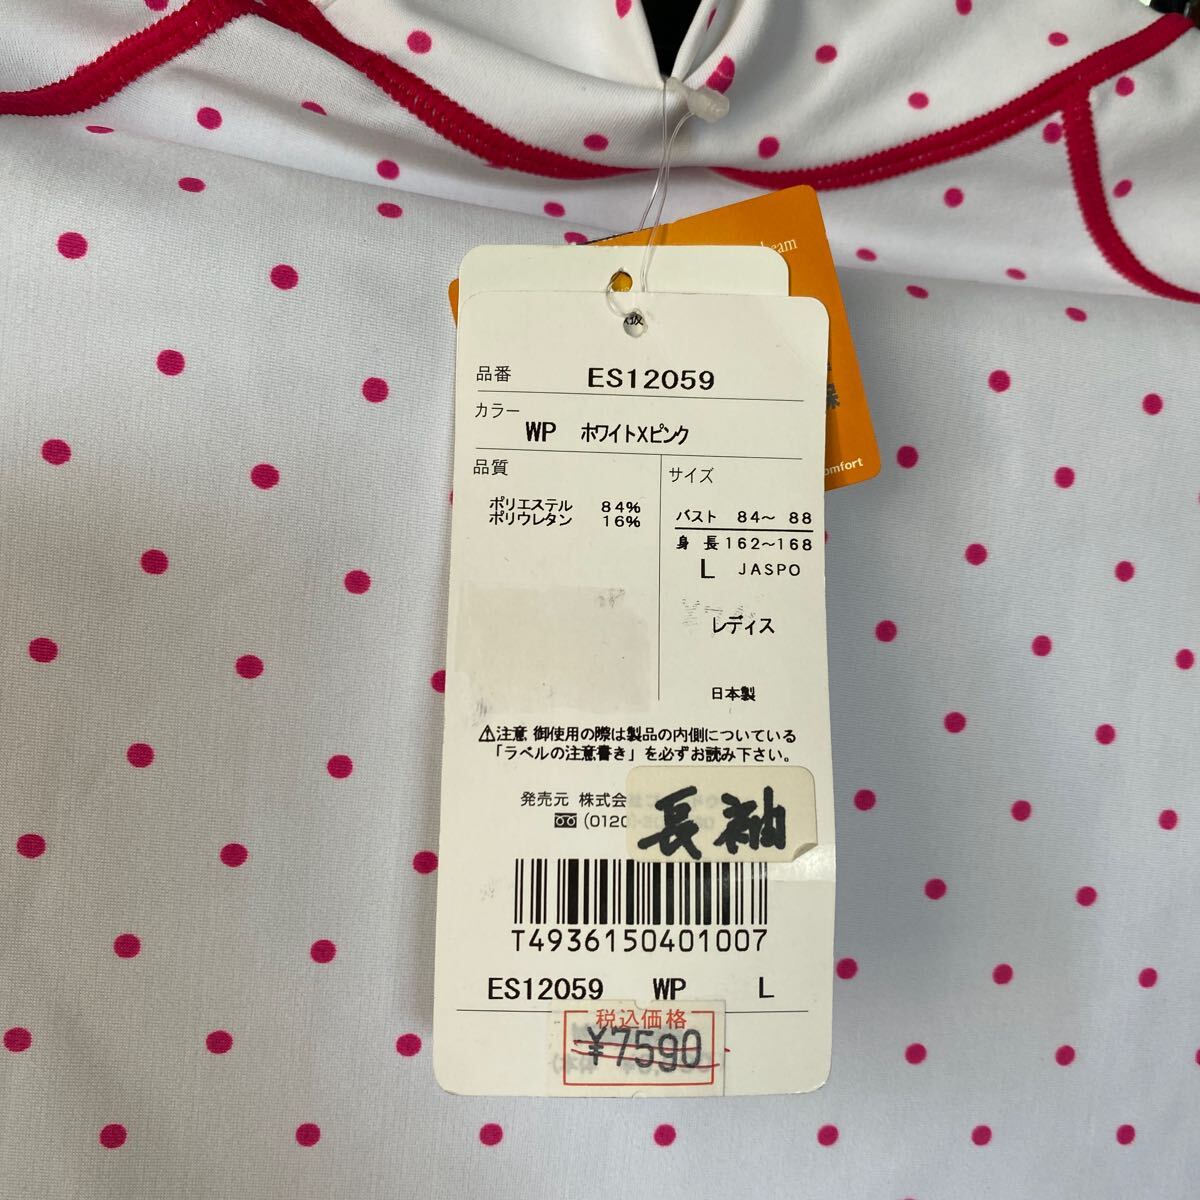 beam
品番 ES12059
カラー
WP ホワイトXピンク
品質
ポリエステル 84%
ポリウレタン 16%
サイズ
バスト 84~ 88
身 長 162~168
L JASPO
レディス
日本製
⚠注意 御使用の際は製品の内側についている
「ラベルの注意書き」を必ずお読み下さい。
発売元 株式会
(0120
長袖
T4936150401007
ES12059 WP L
税込価格
¥7590
omfort